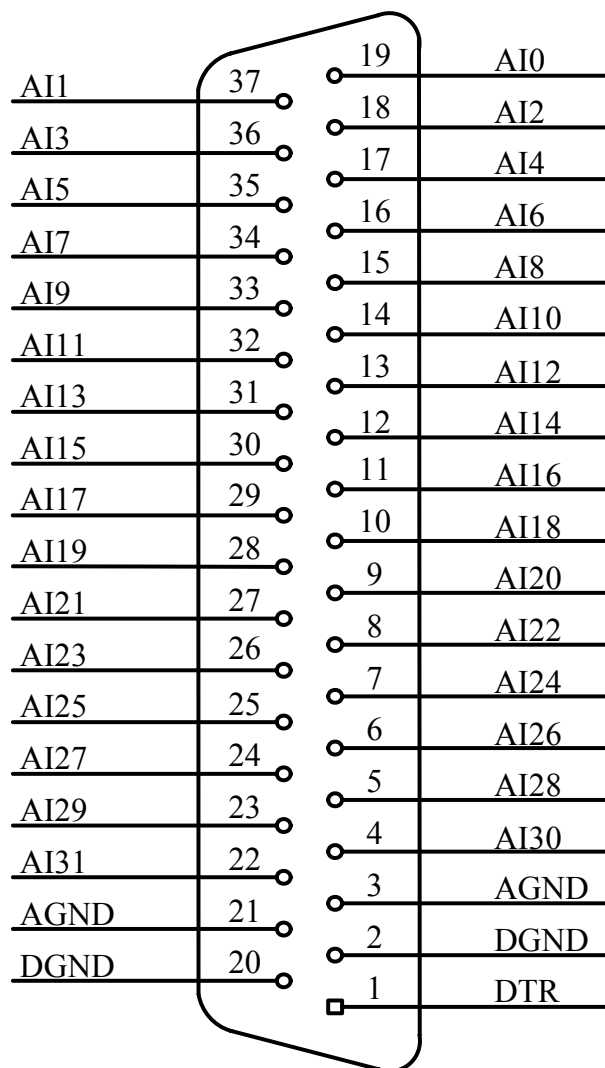 19 AI0
AI1 37
18 AI2
AI3 36
17 AI4
AI5 35
16 AI6
AI7 34
15 AI8
AI9 33
14 AI10
AI11 32
13 AI12
AI13 31
12 AI14
AI15 30
11 AI16
AI17 29
10 AI18
AI19 28
9 AI20
AI21 27
8 AI22
AI23 26
7 AI24
AI25 25
6 AI26
AI27 24
5 AI28
AI29 23
4 AI30
AI31 22
3 AGND
AGND 21
2 DGND
DGND 20
1 DTR